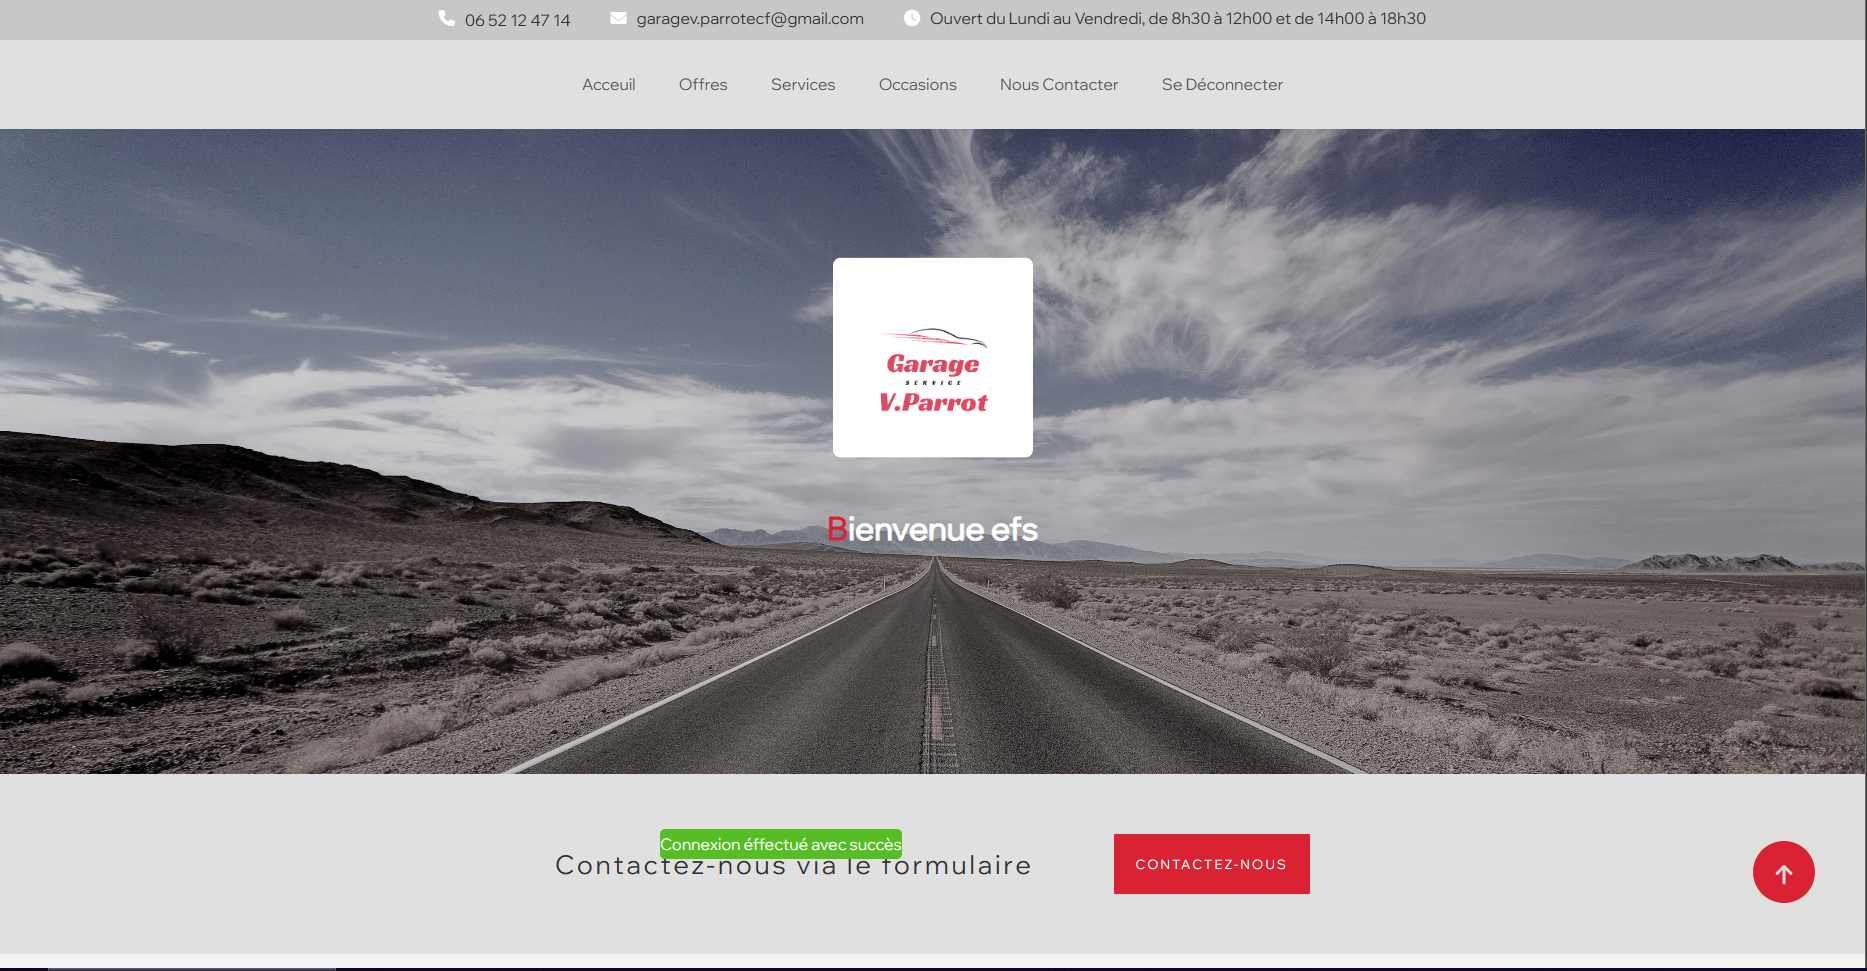 06 52 12 47 14
garagev.parrotecf@gmail.com
Ouvert du Lundi au Vendredi, de 8h30 à 12h00 et de 14h00 à 18h30
Acceuil
Offres
Services
Occasions
Nous Contacter
Se Déconnecter
Garage
SERVICE
V.Parrot
Bienvenue efs
Connexion éffectué avec succès
Contactez-nous via le formulaire
CONTACTEZ-NOUS